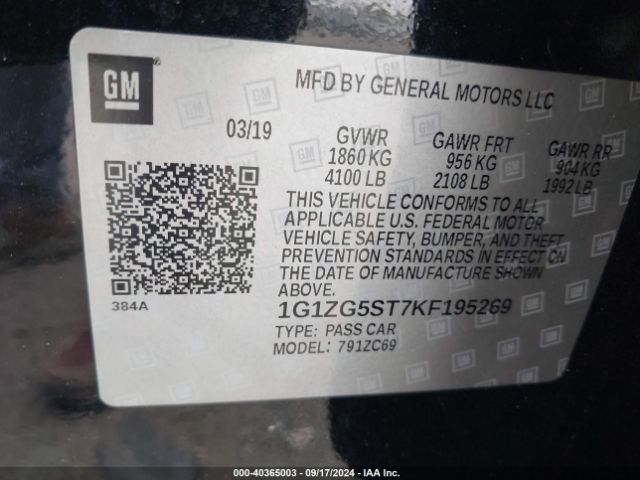 GM ®
MFD BY GENERAL MOTORS LLC
03/19
GVWR
1860 KG
4100 LB
GAWR FRT
956 KG
2108 LB
GAWR RR
904 KG
1992 LB
THIS VEHICLE CONFORMS TO ALL
APPLICABLE U.S. FEDERAL MOTOR
VEHICLE SAFETY, BUMPER, AND THEFT
PREVENTION STANDARDS IN EFFECT ON
THE DATE OF MANUFACTURE SHOWN
ABOVE.
384A
1G1ZG5ST7KF195269
TYPE: PASS CAR
MODEL: 791ZC69
000-40365003 - 09/17/2024 - IAA Inc.